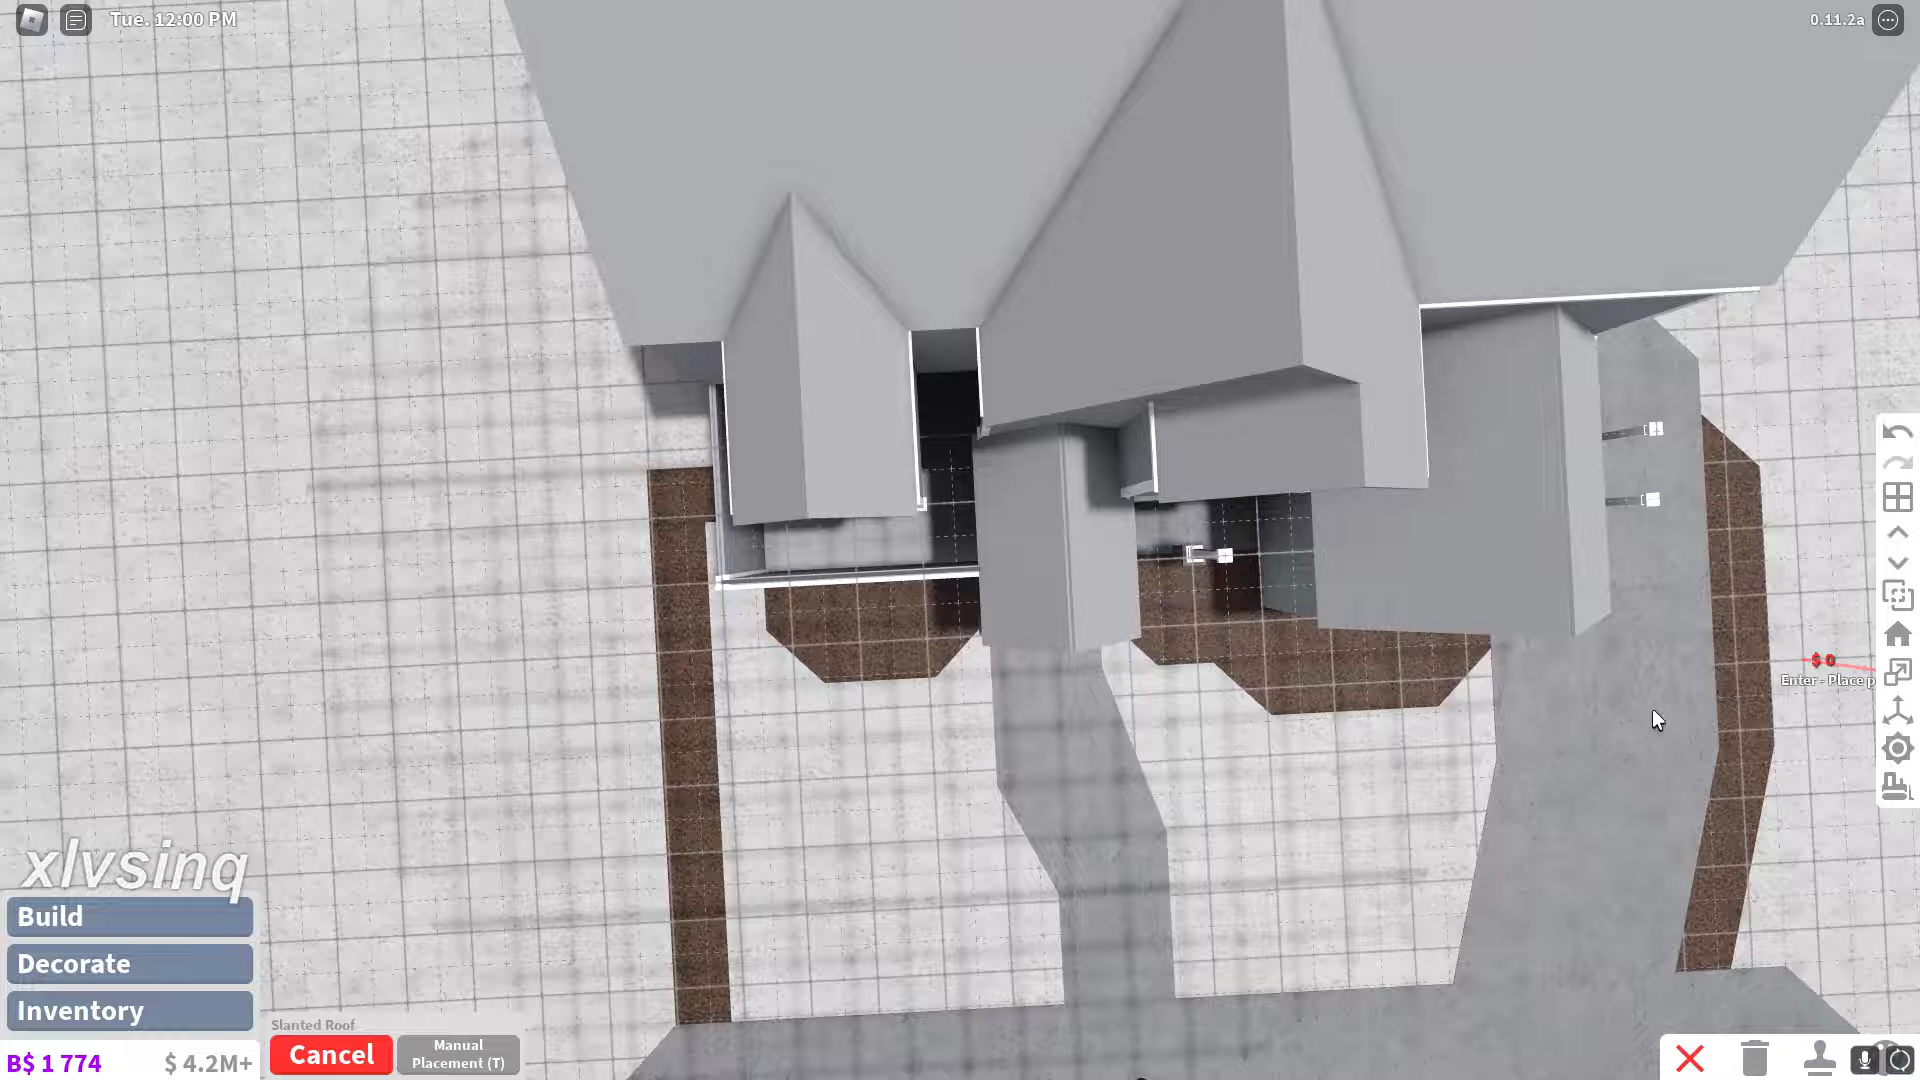 Tue. 12:00 PM
0.11.2a
$ 0
Enter - Place p
xlvsinq
Build
Decorate
Inventory
Slanted Roof
Cancel
Manual
Placement (T)
B$ 1 774
$ 4.2M+